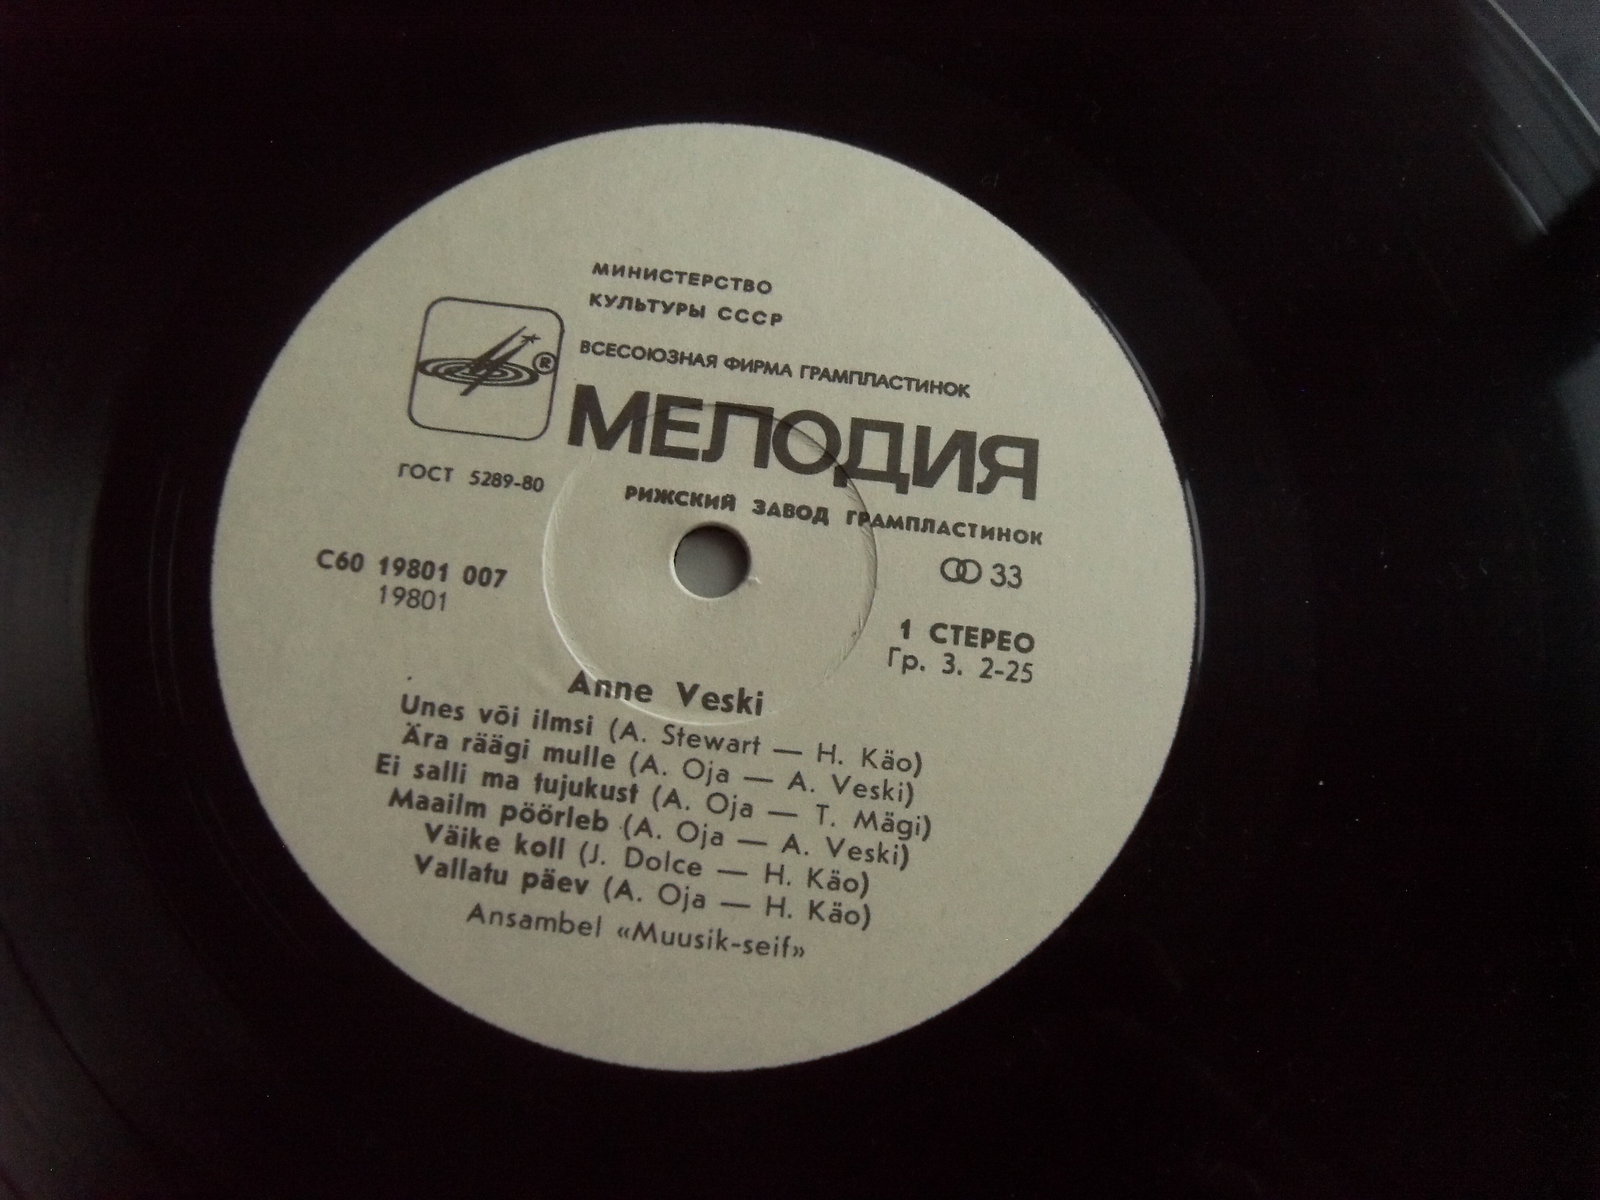 МИНИСТЕРСТВО
КУЛЬТУРЫ СССР
ВСЕСОЮЗНАЯ ФИРМА ГРАМПЛАСТИНОК
®
МЕЛОДИЯ
ГОСТ 5289-80
РИЖСКИЙ ЗАВОД ГРАМПЛАСТИНОК
33
С60 19801 007
19801
1 СТЕРЕО
Гр. 3. 2-25
Anne Veski
Unes või ilmsi (A. Stewart — H. Käo)
Ära räägi mulle (A. Oja — A. Veski)
Ei salli ma tujukust (A. Oja — T. Mägi)
Maailm pöörleb (A. Oja — A. Veski)
Väike koll (J. Dolce — H. Käo)
Vallatu päev (A. Oja — H. Käo)
Ansambel «Muusik-seif»